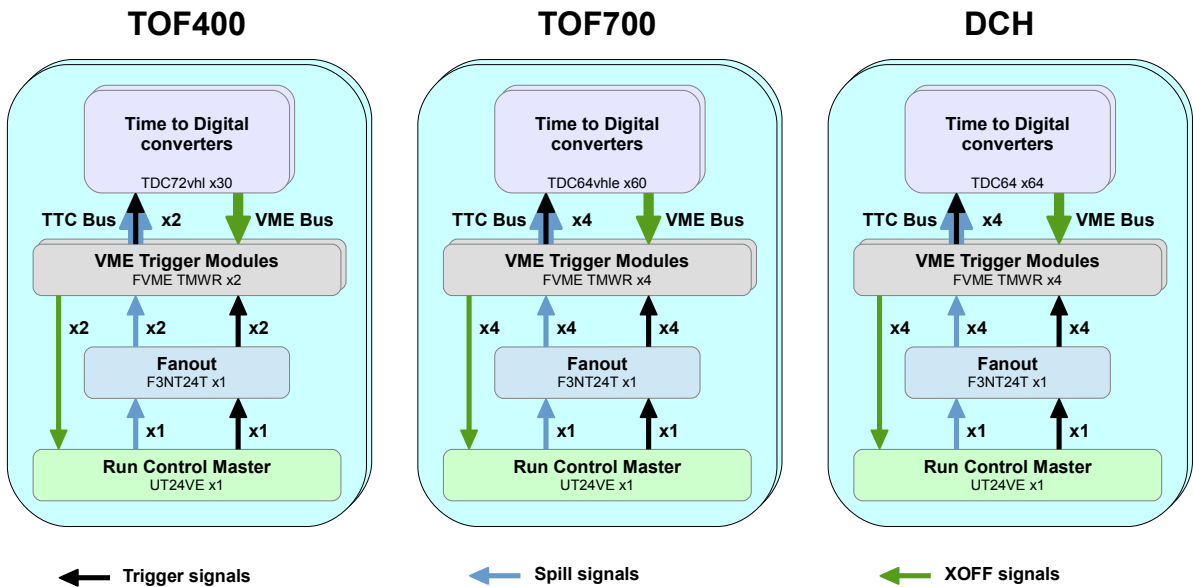 TOF400
TOF700
DCH
Time to Digital
converters
TDC72vhl x30
TTC Bus
x2
VME Bus
VME Trigger Modules
FVME TMWR x2
x2
x2
x2
Fanout
F3NT24T x1
x1
x1
Run Control Master
UT24VE x1
Time to Digital
converters
TDC64vhle x60
TTC Bus
x4
VME Bus
VME Trigger Modules
FVME TMWR x4
x4
x4
x4
Fanout
F3NT24T x1
x1
x1
Run Control Master
UT24VE x1
Time to Digital
converters
TDC64 x64
TTC Bus
x4
VME Bus
VME Trigger Modules
FVME TMWR x4
x4
x4
x4
Fanout
F3NT24T x1
x1
x1
Run Control Master
UT24VE x1
Trigger signals
Spill signals
XOFF signals